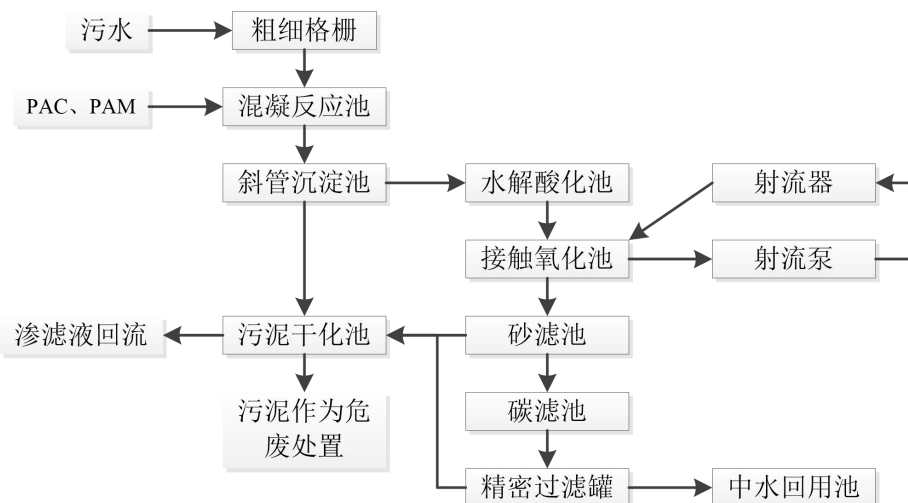 污水
粗细格栅
PAC、PAM
混凝反应池
斜管沉淀池
水解酸化池
射流器
接触氧化池
射流泵
渗滤液回流
污泥干化池
砂滤池
污泥作为危
废处置
碳滤池
精密过滤罐
中水回用池